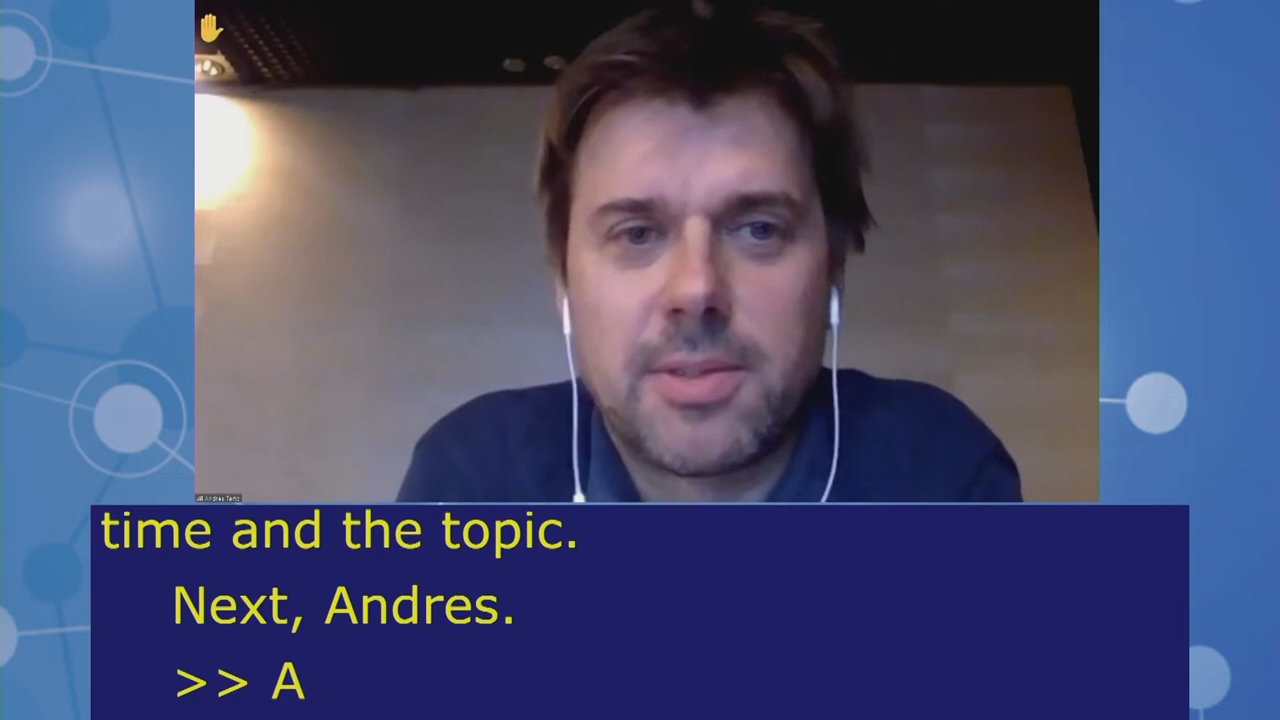 time and the topic.
Next, Andres.
>> A